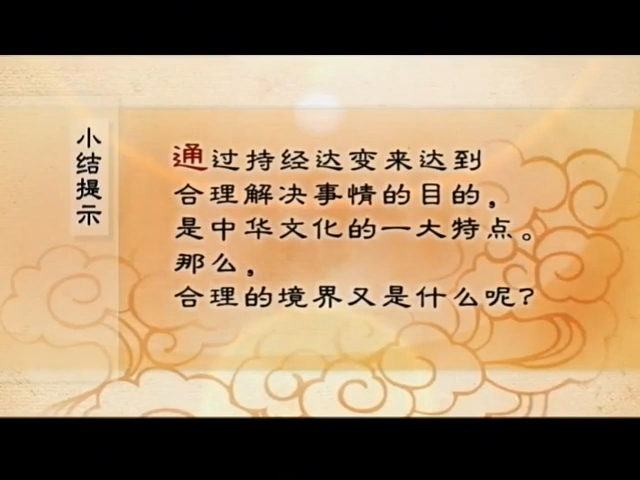 小结提示
通过持经达变来达到
合理解决事情的目的，
是中华文化的一大特点。
那么，
合理的境界又是什么呢？